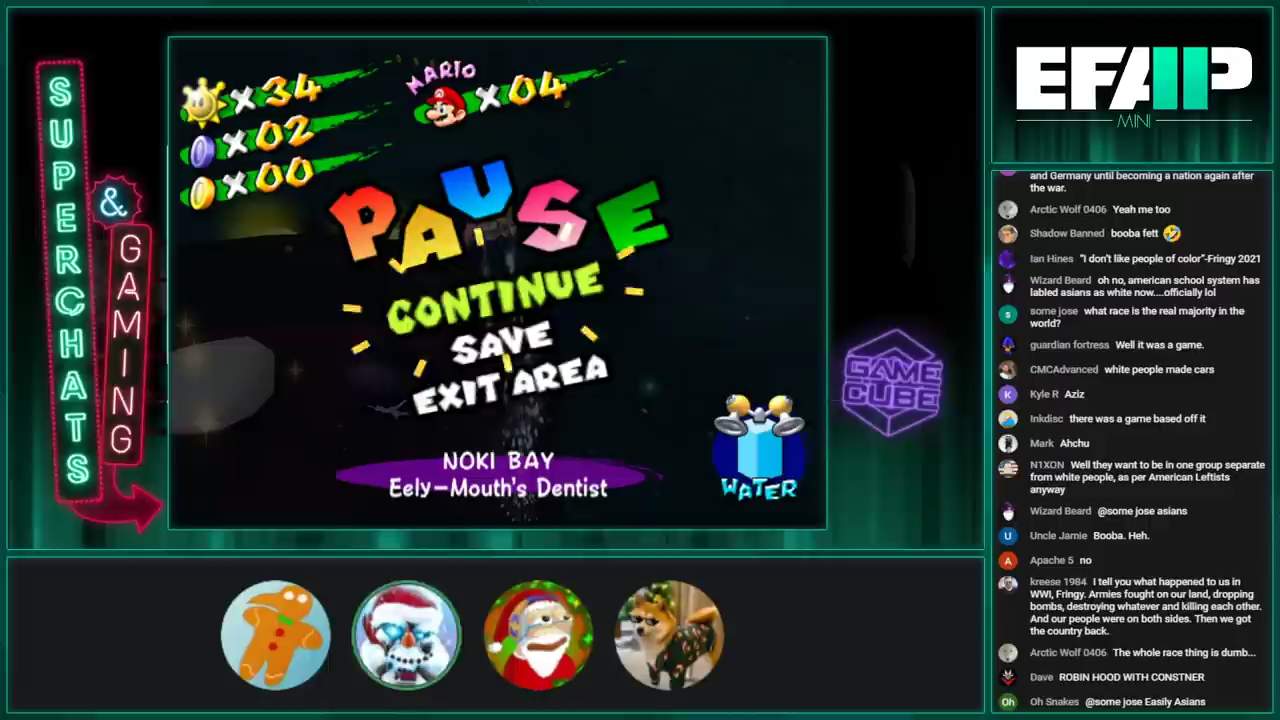 SUPERCHATS
&
GAMING
x34
x02
x00
MARIO
x04
PAUSE
CONTINUE
SAVE
EXIT AREA
NOKI BAY
Eely-Mouth's Dentist
WATER
GAME
CUBE
EFAP
MINI
and Germany until becoming a nation again after
the war.
Arctic Wolf 0406 Yeah me too
Shadow Banned booba fett 🤣
Ian Hines "I don't like people of color"-Fringy 2021
Wizard Beard oh no, american school system has
labled asians as white now....officially lol
s some jose what race is the real majority in the
world?
guardian fortress Well it was a game.
CMCAdvanced white people made cars
K Kyle R Aziz
Inkdisc there was a game based off it
Mark Ahchu
N1XON Well they want to be in one group separate
from white people, as per American Leftists
anyway
Wizard Beard @some jose asians
U Uncle Jamie Booba. Heh.
A Apache 5 no
kreese 1984 I tell you what happened to us in
WWI, Fringy. Armies fought on our land, dropping
bombs, destroying whatever and killing each other.
And our people were on both sides. Then we got
the country back.
Arctic Wolf 0406 The whole race thing is dumb...
Dave ROBIN HOOD WITH CONSTNER
Oh Oh Snakes @some jose Easily Asians